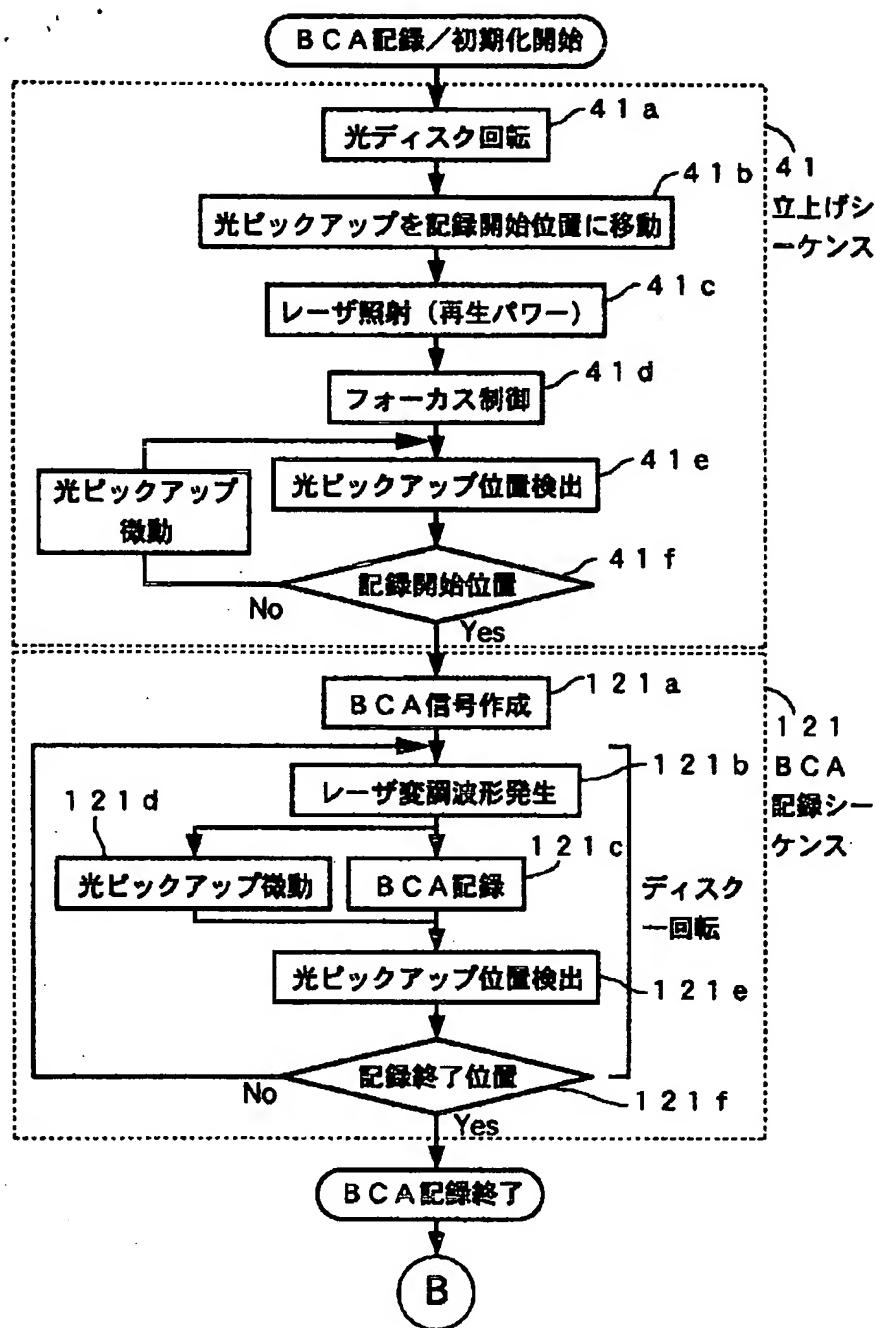 BCA記録／初期化開始
41a
光ディスク回転
41b
光ピックアップを記録開始位置に移動
41
立上げシ
ーケンス
41c
レーザ照射（再生パワー）
41d
フォーカス制御
41e
光ピックアップ位置検出
光ピックアップ
微動
41f
記録開始位置
No
Yes
121a
BCA信号作成
121
BCA
記録シー
ケンス
121b
レーザ変調波形発生
121d
光ピックアップ微動
121c
BCA記録
ディスク
一回転
光ピックアップ位置検出
121e
記録終了位置
No
121f
Yes
BCA記録終了
B